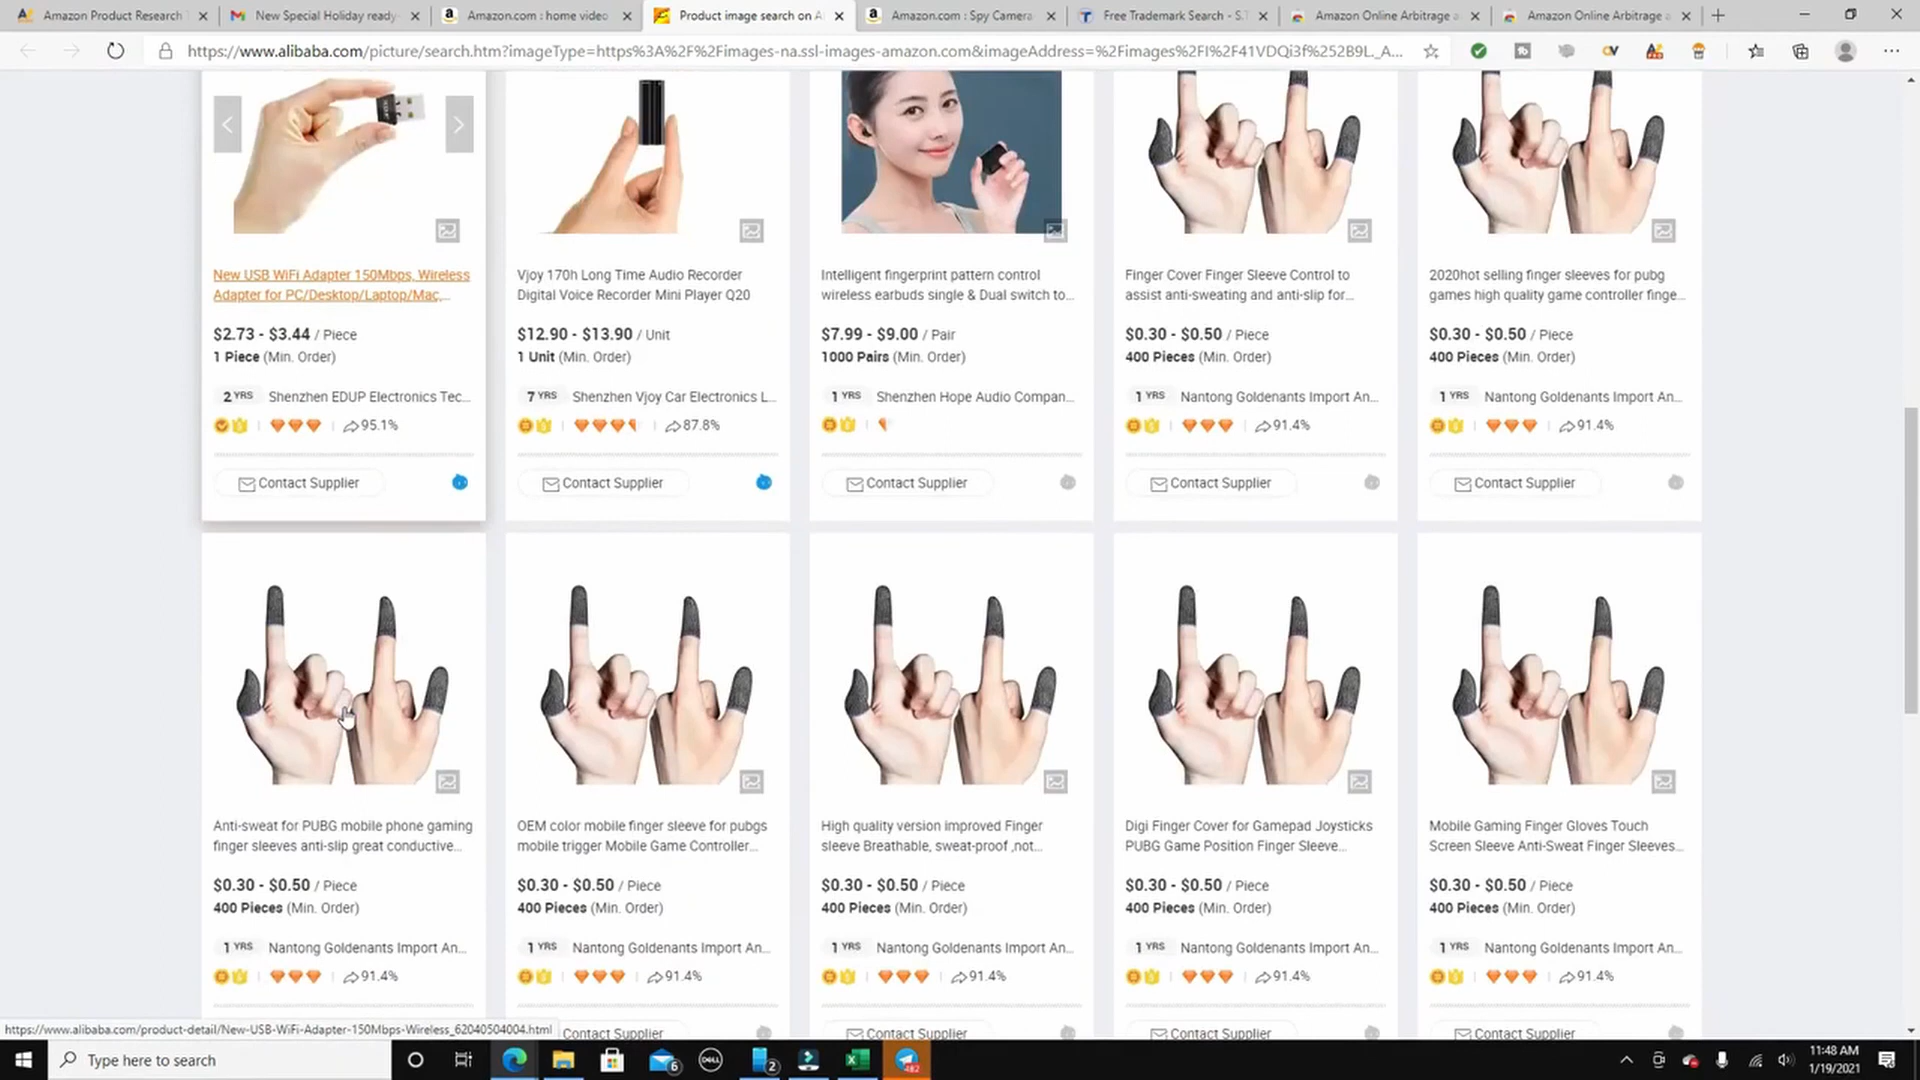 Amazon Product Research
New Special Holiday ready-
Amazon.com : home video
Product image search on A
Amazon.com : Spy Camera
Free Trademark Search - S.T
Amazon Online Arbitrage a
Amazon Online Arbitrage a
https://www.alibaba.com/picture/search.htm?imageType=https%3A%2F%2Fimages-na.ssl-images-amazon.com&imageAddress=%2Fimages%2FI%2F41VDQi3f%252B9L._A...
New USB WiFi Adapter 150Mbps, Wireless
Adapter for PC/Desktop/Laptop/Mac,...
$2.73 - $3.44 / Piece
1 Piece (Min. Order)
2 YRS Shenzhen EDUP Electronics Tec...
95.1%
Contact Supplier
Vjoy 170h Long Time Audio Recorder
Digital Voice Recorder Mini Player Q20
$12.90 - $13.90 / Unit
1 Unit (Min. Order)
7 YRS Shenzhen Vjoy Car Electronics L...
87.8%
Contact Supplier
Intelligent fingerprint pattern control
wireless earbuds single & Dual switch to...
$7.99 - $9.00 / Pair
1000 Pairs (Min. Order)
1 YRS Shenzhen Hope Audio Compan...
Contact Supplier
Finger Cover Finger Sleeve Control to
assist anti-sweating and anti-slip for...
$0.30 - $0.50 / Piece
400 Pieces (Min. Order)
1 YRS Nantong Goldenants Import An...
91.4%
Contact Supplier
2020hot selling finger sleeves for pubg
games high quality game controller finge...
$0.30 - $0.50 / Piece
400 Pieces (Min. Order)
1 YRS Nantong Goldenants Import An...
91.4%
Contact Supplier
Anti-sweat for PUBG mobile phone gaming
finger sleeves anti-slip great conductive...
$0.30 - $0.50 / Piece
400 Pieces (Min. Order)
1 YRS Nantong Goldenants Import An...
91.4%
OEM color mobile finger sleeve for pubgs
mobile trigger Mobile Game Controller...
$0.30 - $0.50 / Piece
400 Pieces (Min. Order)
1 YRS Nantong Goldenants Import An...
91.4%
Contact Supplier
High quality version improved Finger
sleeve Breathable, sweat-proof ,not...
$0.30 - $0.50 / Piece
400 Pieces (Min. Order)
1 YRS Nantong Goldenants Import An...
91.4%
Contact Supplier
Digi Finger Cover for Gamepad Joysticks
PUBG Game Position Finger Sleeve...
$0.30 - $0.50 / Piece
400 Pieces (Min. Order)
1 YRS Nantong Goldenants Import An...
91.4%
Contact Supplier
Mobile Gaming Finger Gloves Touch
Screen Sleeve Anti-Sweat Finger Sleeves...
$0.30 - $0.50 / Piece
400 Pieces (Min. Order)
1 YRS Nantong Goldenants Import An...
91.4%
Contact Supplier
https://www.alibaba.com/product-detail/New-USB-WiFi-Adapter-150Mbps-Wireless_62040504004.html
Type here to search
6
DELL
2
482
11:48 AM
1/19/2021